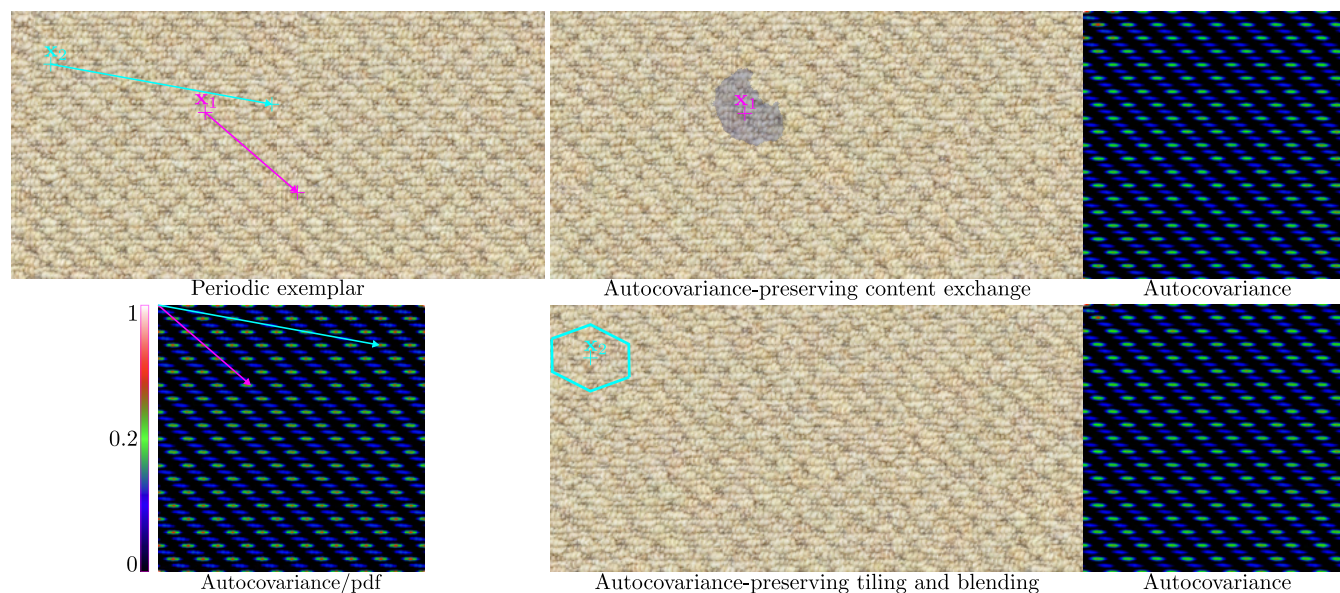 x₂
x₁
x₁
Periodic exemplar
Autocovariance-preserving content exchange
Autocovariance
1
x₂
0.2
0
Autocovariance/pdf
Autocovariance-preserving tiling and blending
Autocovariance